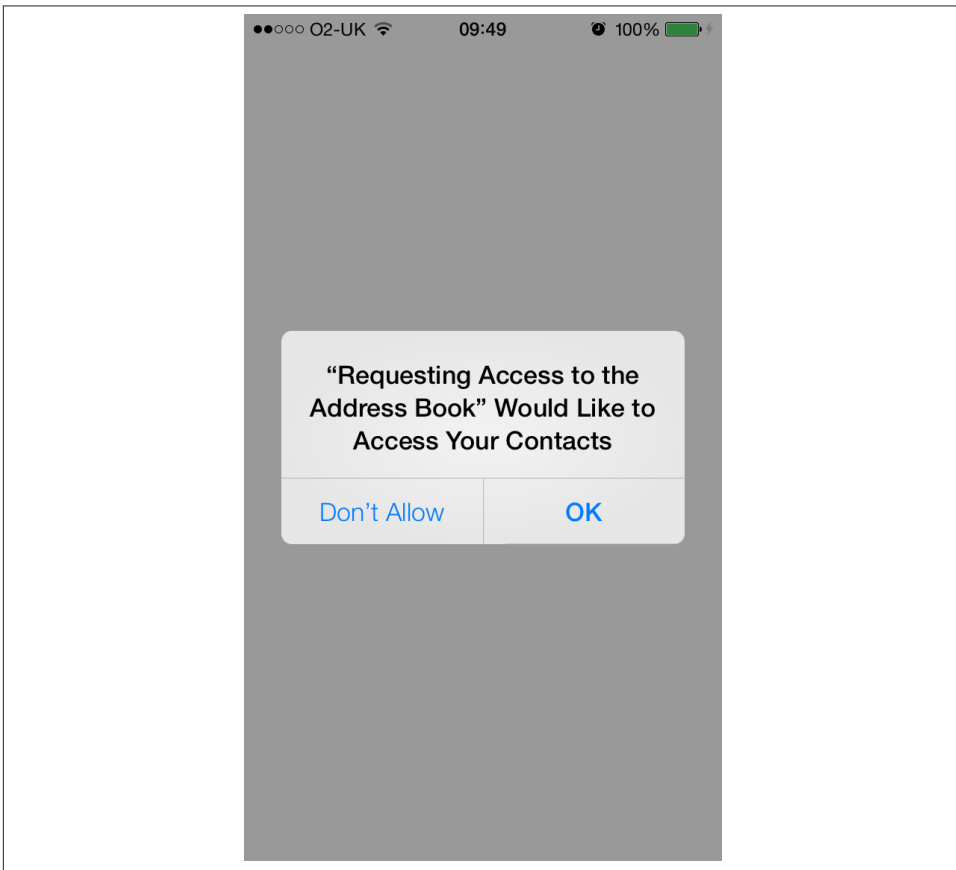 O2-UK 09:49 100%
“Requesting Access to the
Address Book” Would Like to
Access Your Contacts
Don’t Allow OK